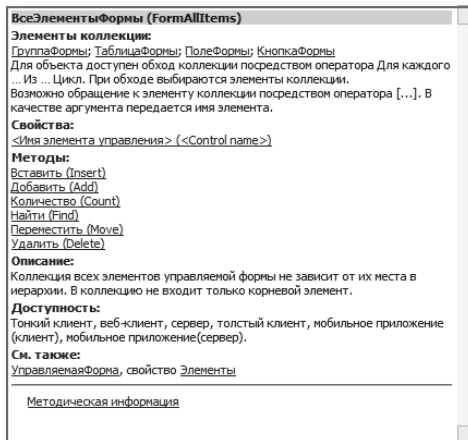 ВсеЭлементыФормы (FormAllItems)
Элементы коллекции:
ГруппаФормы; ТаблицаФормы; ПолеФормы; КнопкаФормы
Для объекта доступен обход коллекции посредством оператора Для каждого
... Из ... Цикл. При обходе выбираются элементы коллекции.
Возможно обращение к элементу коллекции посредством оператора [...]. В
качестве аргумента передается имя элемента.
Свойства:
<Имя элемента управления> (<Control name>)
Методы:
Вставить (Insert)
Добавить (Add)
Количество (Count)
Найти (Find)
Переместить (Move)
Удалить (Delete)
Описание:
Коллекция всех элементов управляемой формы не зависит от их места в
иерархии. В коллекцию не входит только корневой элемент.
Доступность:
Тонкий клиент, веб-клиент, сервер, толстый клиент, мобильное приложение
(клиент), мобильное приложение(сервер).
См. также:
УправляемаяФорма, свойство Элементы
Методическая информация